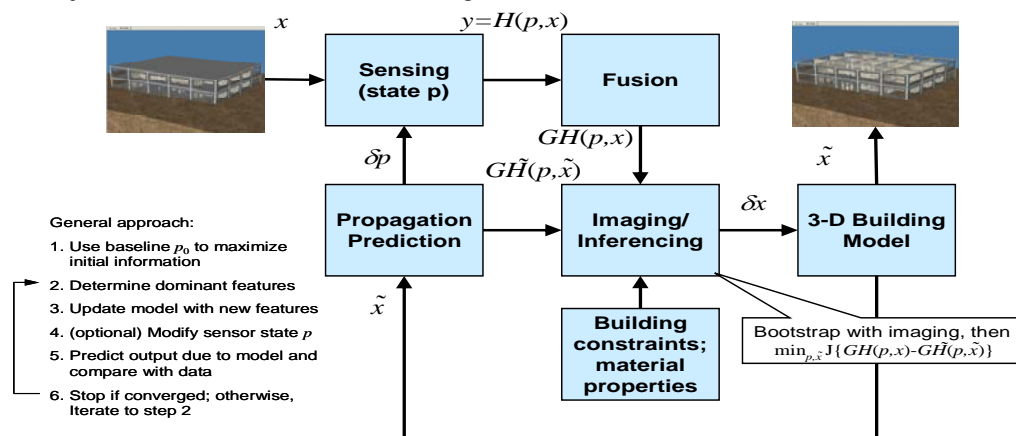 x
y=H(p,x)
Sensing
(state p)
Fusion
δp
GH(p,x)
GH̃(p,x̃)
x̃
Propagation
Prediction
Imaging/
Inferencing
δx
3-D Building
Model
General approach:
1. Use baseline p₀ to maximize
initial information
2. Determine dominant features
3. Update model with new features
4. (optional) Modify sensor state p
5. Predict output due to model and
compare with data
6. Stop if converged; otherwise,
Iterate to step 2
x̃
Building
constraints;
material
properties
Bootstrap with imaging, then
min_{p,x̃} J{GH(p,x)-GH̃(p,x̃)}